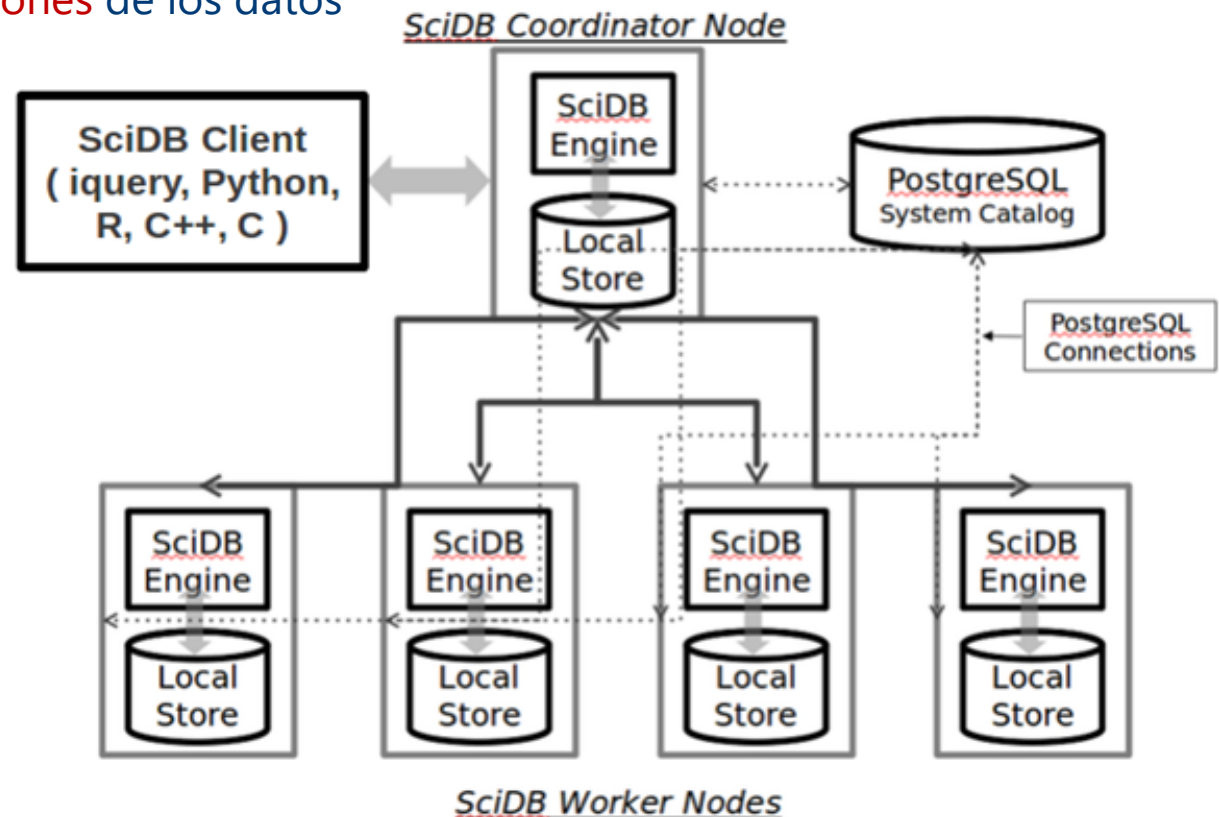 ones de los datos
SciDB Coordinator Node
SciDB
Engine
Local
Store
SciDB Client
( iquery, Python,
R, C++, C )
PostgreSQL
System Catalog
PostgreSQL
Connections
SciDB
Engine
Local
Store
SciDB
Engine
Local
Store
SciDB
Engine
Local
Store
SciDB
Engine
Local
Store
SciDB Worker Nodes